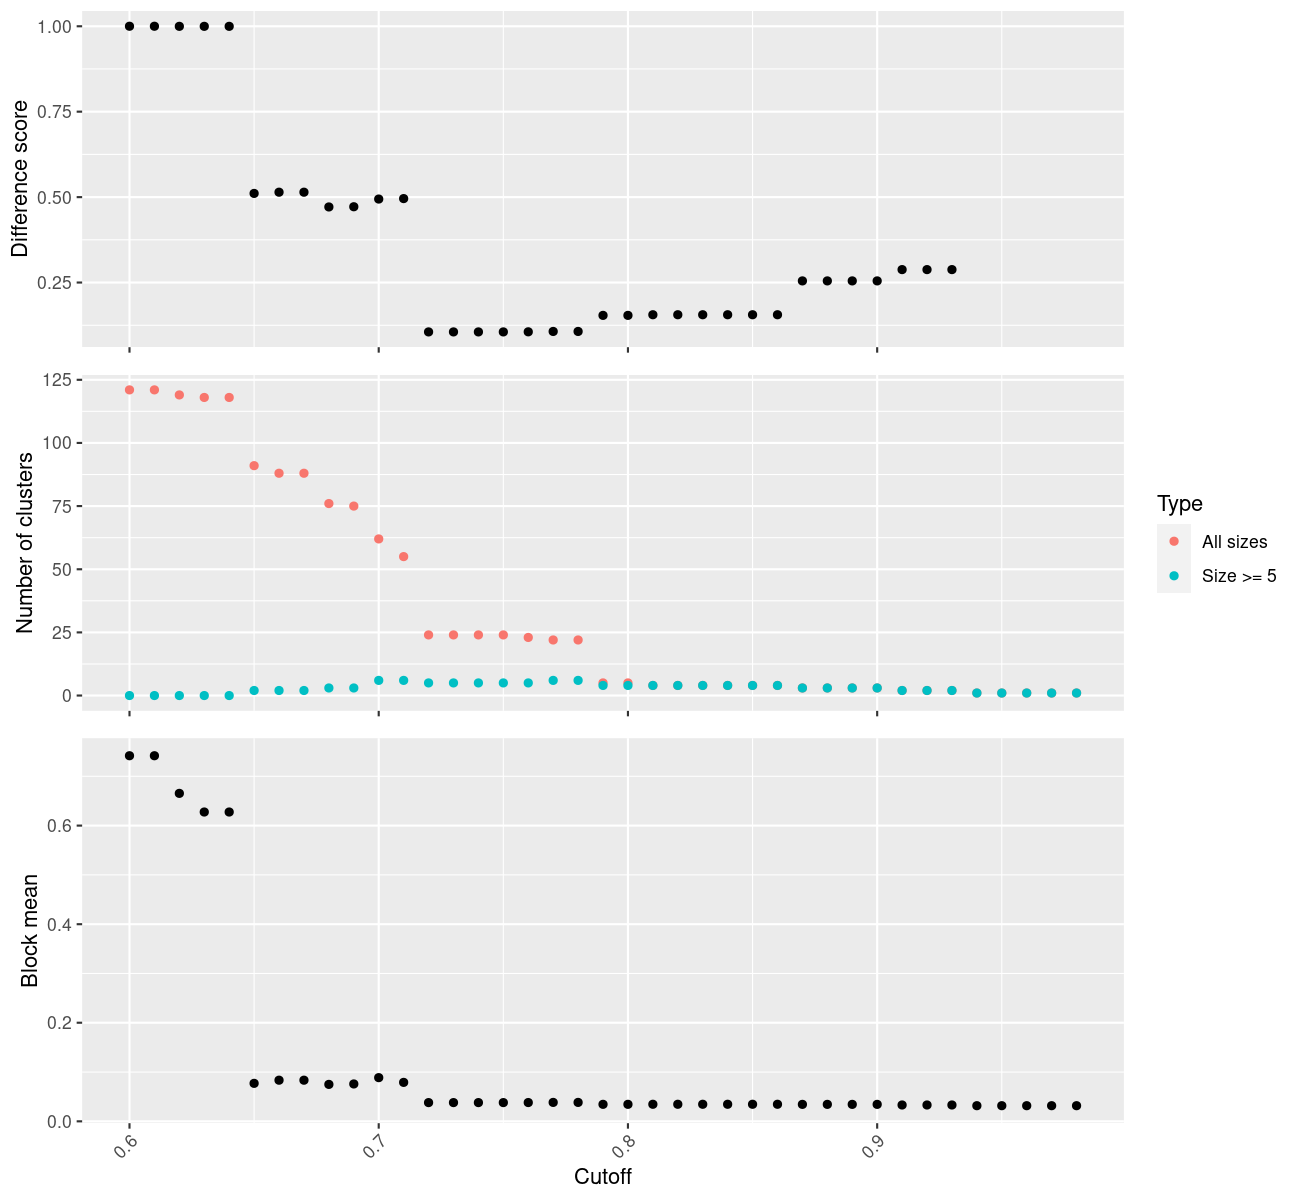 Difference score
1.00
0.75
0.50
0.25
Number of clusters
125
100
75
50
25
0
Type
All sizes
Size >= 5
Block mean
0.6
0.4
0.2
0.0
0.6 0.7 0.8 0.9
Cutoff